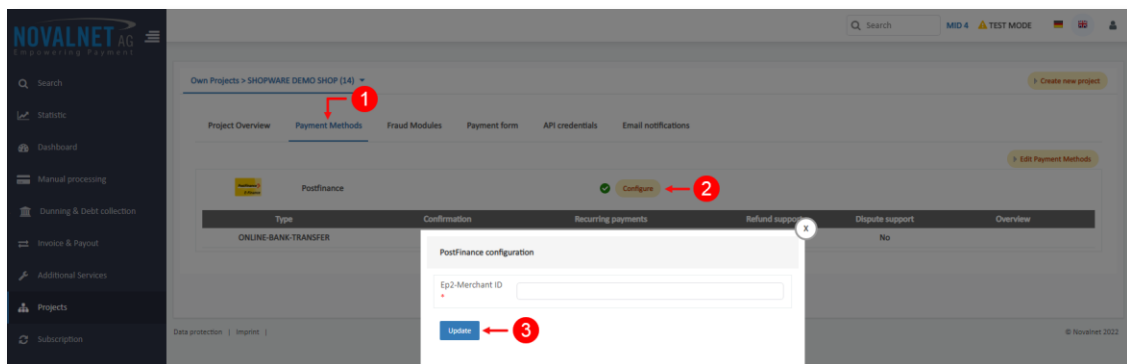 NOVALNET AG
Empowering Payment
Search
MID 4 TEST MODE
Search
Statistic
Dashboard
Manual processing
Dunning & Debt collection
Invoice & Payout
Additional Services
Projects
Subscription
Own Projects > SHOPWARE DEMO SHOP (14)
> Create new project
1
Project Overview Payment Methods Fraud Modules Payment form API credentials Email notifications
> Edit Payment Methods
Postfinance Configure 2
Type Confirmation Recurring payments Refund support Dispute support Overview
ONLINE-BANK-TRANSFER No
X
PostFinance configuration
Ep2-Merchant ID
*
Update 3
Data protection | Imprint |
© Novalnet 2022